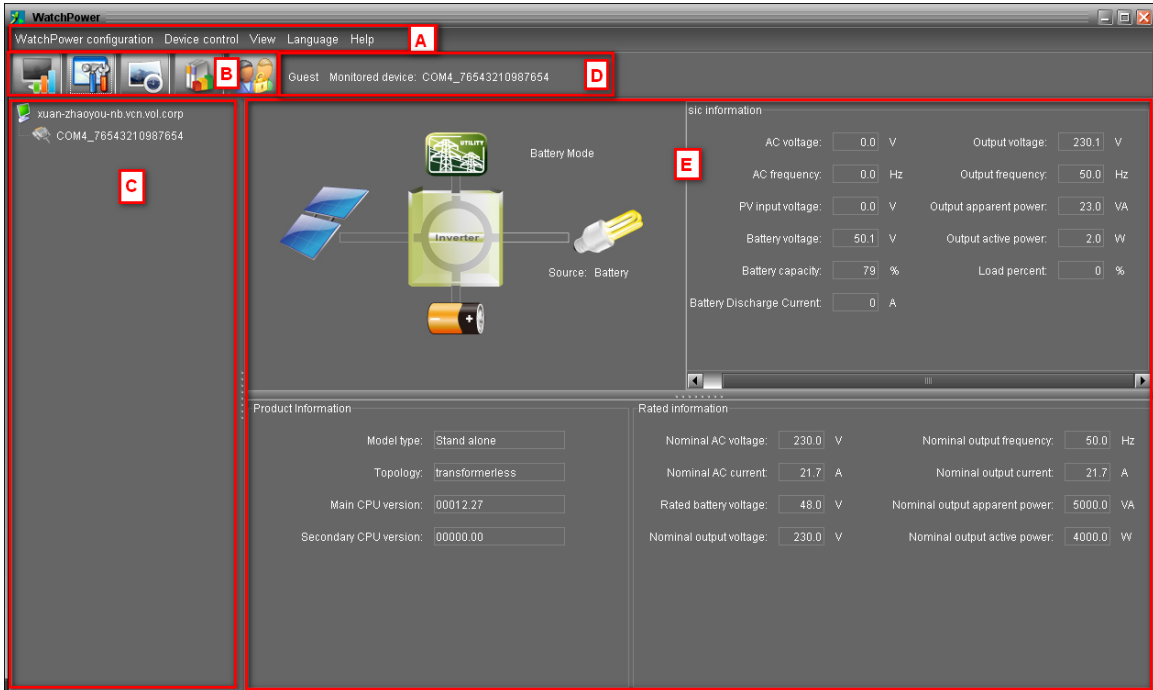 WatchPower
WatchPower configuration Device control View Language Help
A
B
Guest Monitored device: COM4_76543210987654
D
xuan-zhaoyou-nb.vcn.vol.corp
COM4_76543210987654
C
UTILITY
Battery Mode
Inverter
Source: Battery
E
sic information
AC voltage: 0.0 V
Output voltage: 230.1 V
AC frequency: 0.0 Hz
Output frequency: 50.0 Hz
PV input voltage: 0.0 V
Output apparent power: 23.0 VA
Battery voltage: 50.1 V
Output active power: 2.0 W
Battery capacity: 79 %
Load percent: 0 %
Battery Discharge Current: 0 A
Product Information
Model type: Stand alone
Topology: transformerless
Main CPU version: 00012.27
Secondary CPU version: 00000.00
Rated information
Nominal AC voltage: 230.0 V
Nominal output frequency: 50.0 Hz
Nominal AC current: 21.7 A
Nominal output current: 21.7 A
Rated battery voltage: 48.0 V
Nominal output apparent power: 5000.0 VA
Nominal output voltage: 230.0 V
Nominal output active power: 4000.0 W